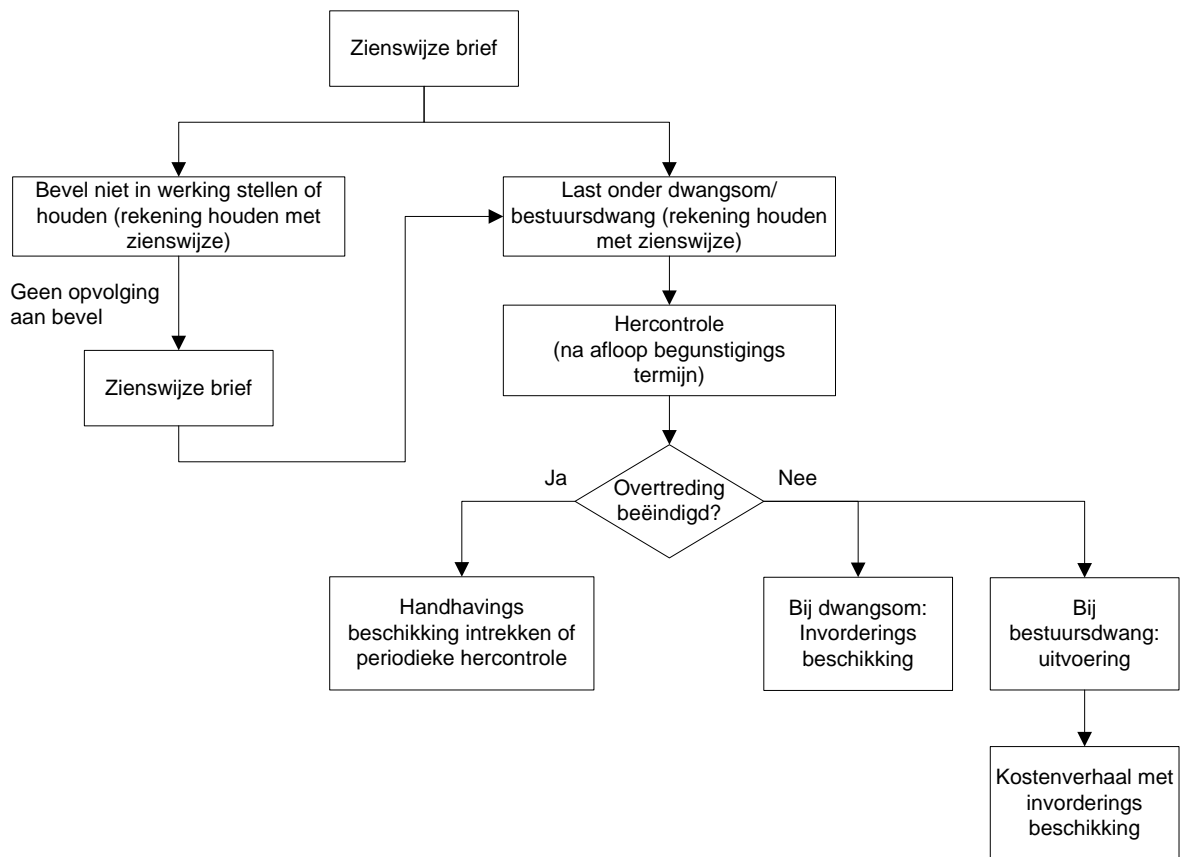 Zienswijze brief
Bevel niet in werking stellen of
houden (rekening houden met
zienswijze)
Last onder dwangsom/
bestuursdwang (rekening houden
met zienswijze)
Geen opvolging
aan bevel
Zienswijze brief
Hercontrole
(na afloop begunstigings
termijn)
Ja
Overtreding
beëindigd?
Nee
Handhavings
beschikking intrekken of
periodieke hercontrole
Bij dwangsom:
Invorderings
beschikking
Bij
bestuursdwang:
uitvoering
Kostenverhaal met
invorderings
beschikking